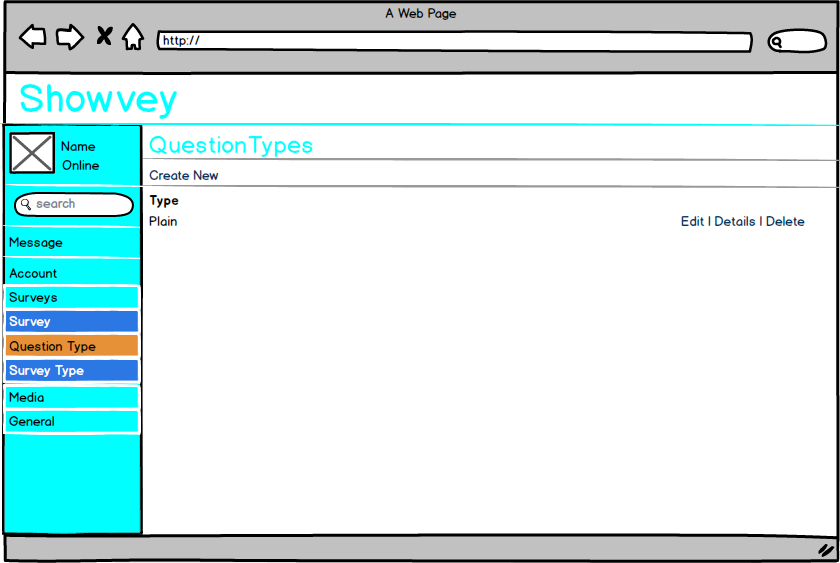 A Web Page
http://
Showvey
Name
Online
search
Message
Account
Surveys
Survey
Question Type
Survey Type
Media
General
QuestionTypes
Create New
Type
Plain Edit | Details | Delete